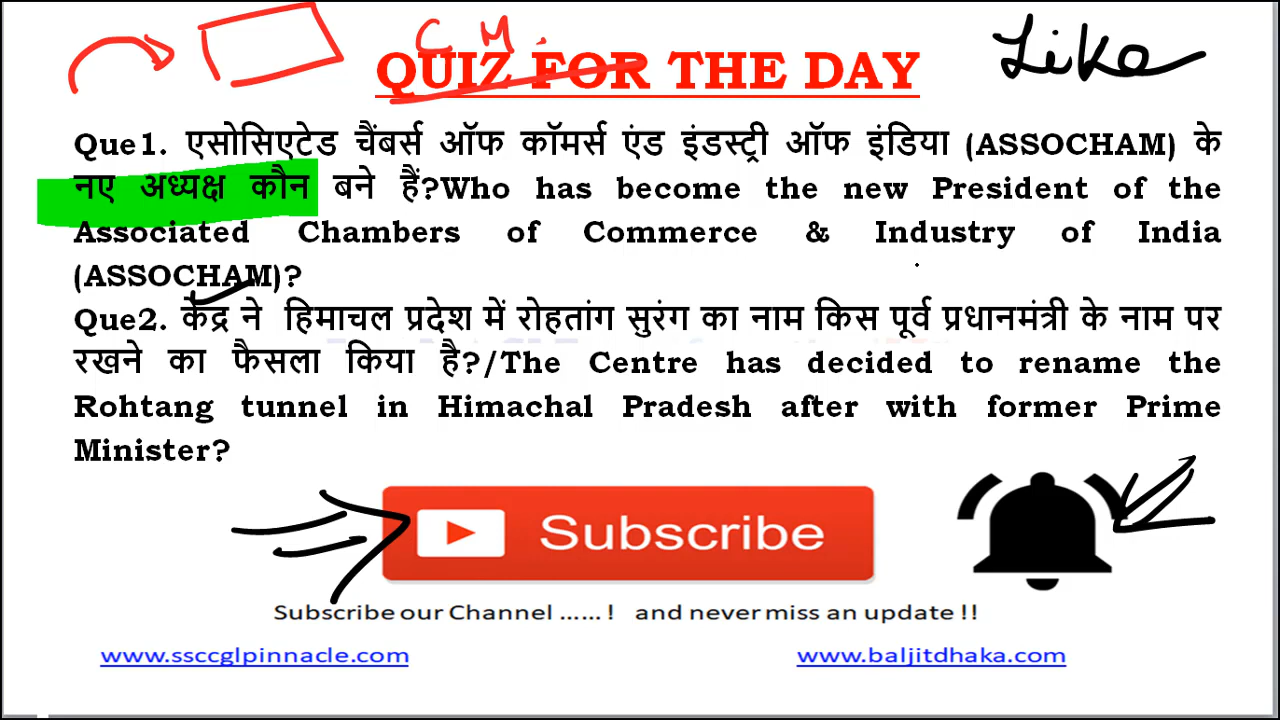 C M
QUIZ FOR THE DAY
Like
Que1. एसोसिएटेड चैंबर्स ऑफ कॉमर्स एंड इंडस्ट्री ऑफ इंडिया (ASSOCHAM) के
नए अध्यक्ष कौन बने हैं?Who has become the new President of the
Associated Chambers of Commerce & Industry of India
(ASSOCHAM)?
Que2. केंद्र ने हिमाचल प्रदेश में रोहतांग सुरंग का नाम किस पूर्व प्रधानमंत्री के नाम पर
रखने का फैसला किया है?/The Centre has decided to rename the
Rohtang tunnel in Himachal Pradesh after with former Prime
Minister?
Subscribe
Subscribe our Channel ......! and never miss an update !!
www.ssccglpinnacle.com
www.baljitdhaka.com